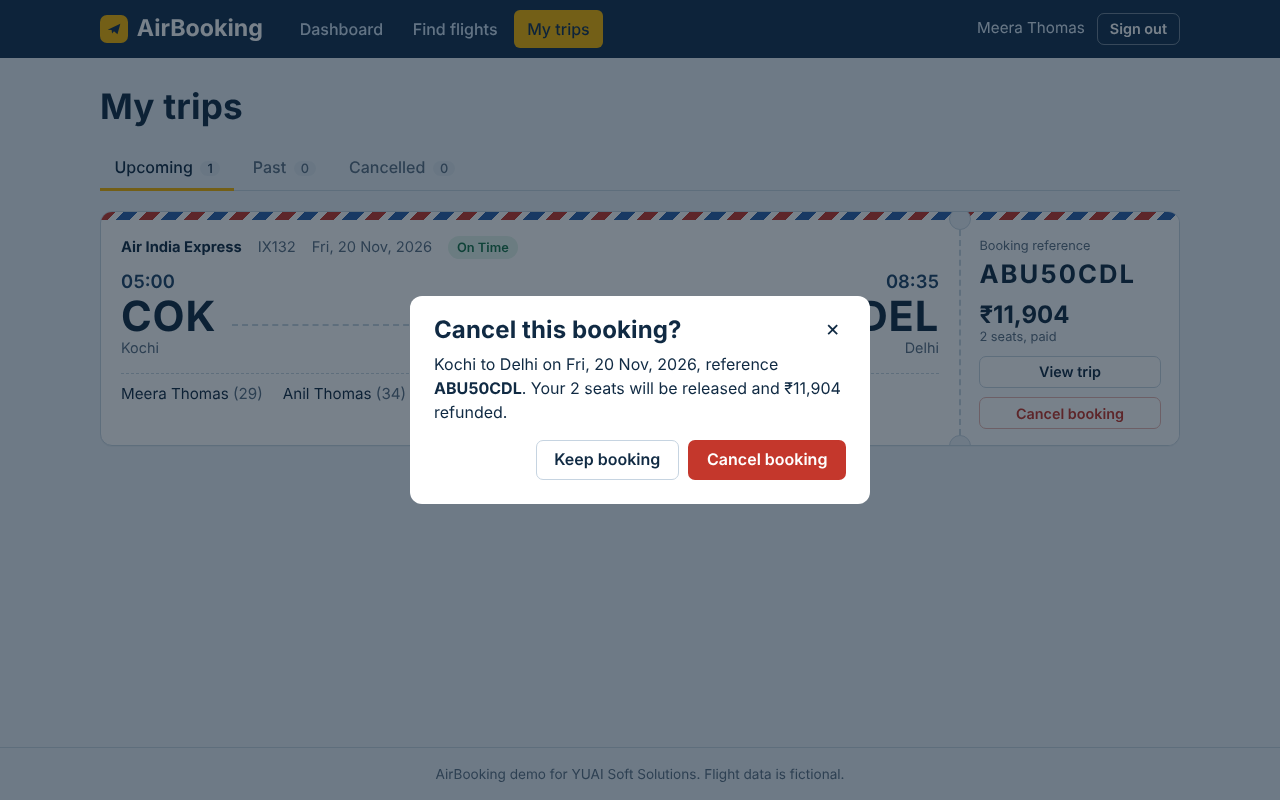 AirBooking
Dashboard
Find flights
My trips
Meera Thomas
Sign out
My trips
Upcoming 1
Past 0
Cancelled 0
Air India Express IX132 Fri, 20 Nov, 2026 On Time
05:00
COK
Kochi
08:35
DEL
Delhi
Meera Thomas (29) Anil Thomas (34)
Booking reference
ABU50CDL
₹11,904
2 seats, paid
View trip
Cancel booking
Cancel this booking?
×
Kochi to Delhi on Fri, 20 Nov, 2026, reference
ABU50CDL. Your 2 seats will be released and ₹11,904
refunded.
Keep booking
Cancel booking
AirBooking demo for YUAI Soft Solutions. Flight data is fictional.